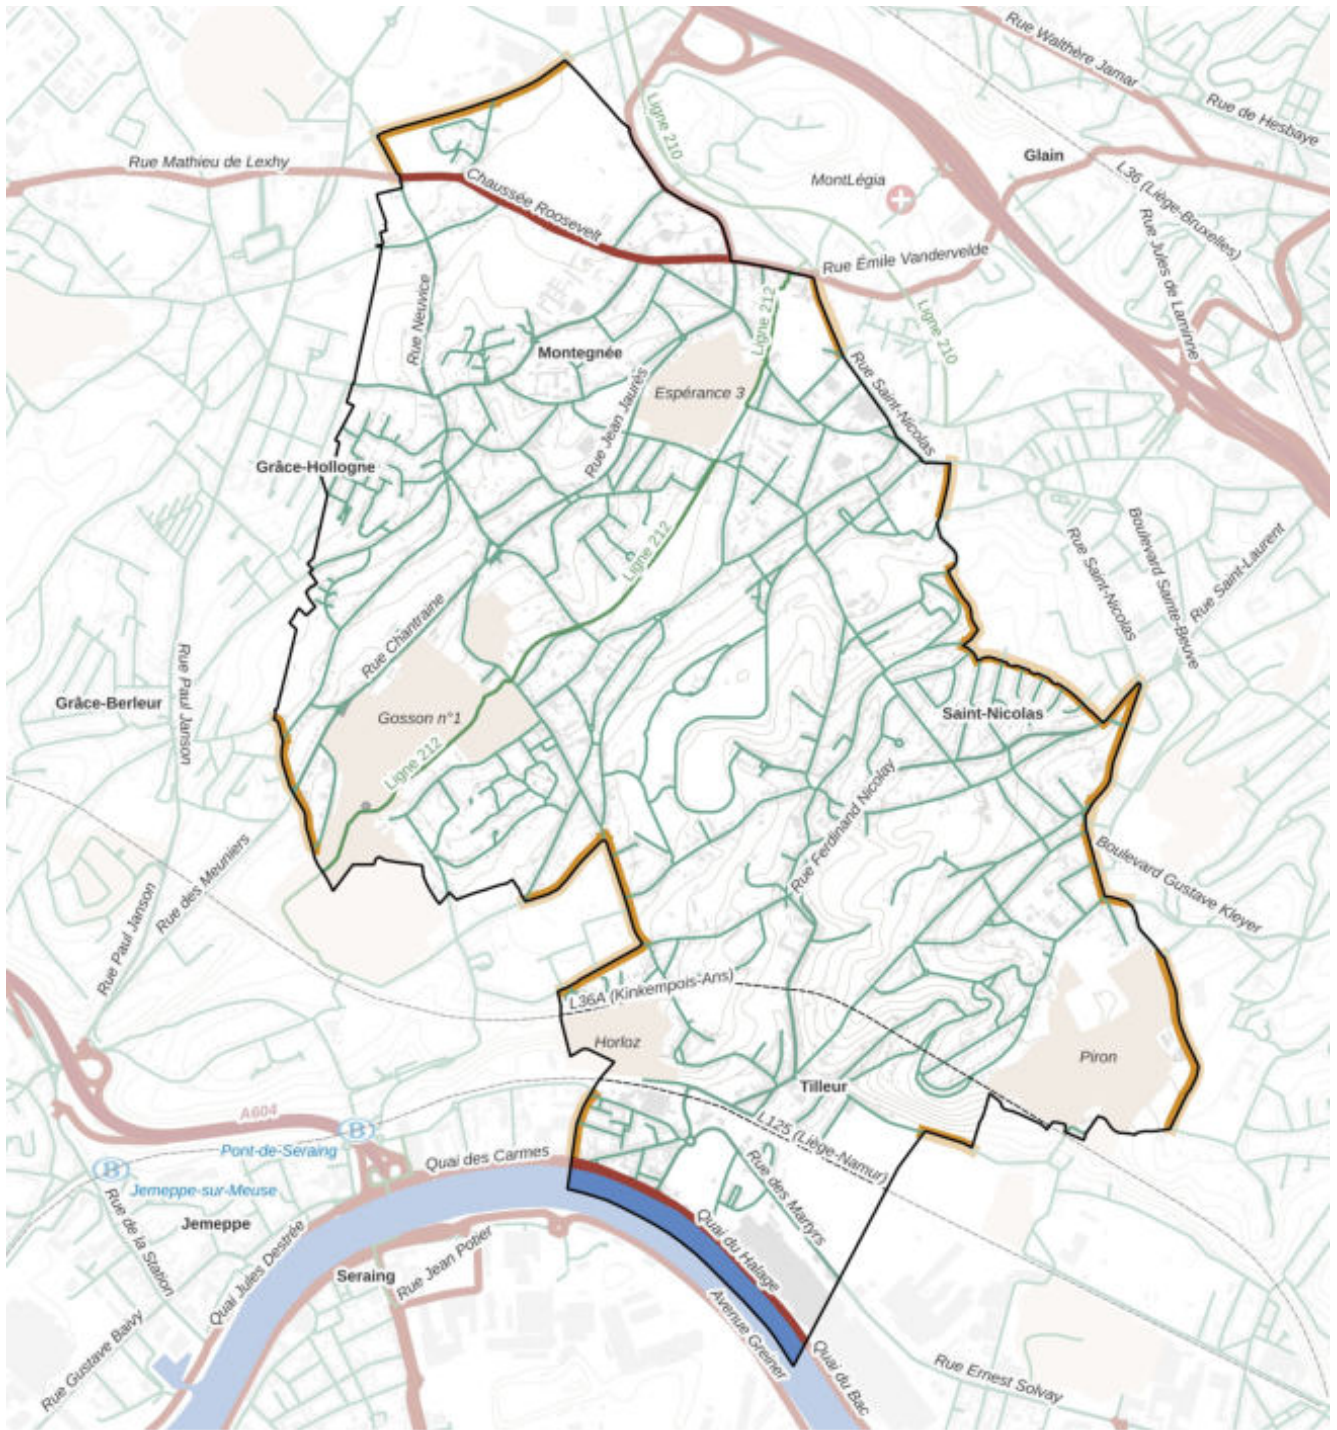 Rue Walthère Jamar
Rue de Hesbaye
Ligne 210
Glain
L36 (Liège-Bruxelles)
Rue Mathieu de Lexhy
Chaussée Roosevelt
MontLégia
Rue Jules de Laminne
Rue Émile Vandervelde
Rue Neuvice
Ligne 212
Ligne 210
Montegnée
Espérance 3
Rue Saint-Nicolas
Rue Jean Jaurès
Grâce-Hollogne
Ligne 212
Rue Saint-Nicolas
Boulevard Sainte-Beuve
Rue Saint-Laurent
Rue Chantraine
Rue Paul Janson
Grâce-Berleur
Gosson n°1
Saint-Nicolas
Ligne 212
Rue Ferdinand Nicolay
Rue des Meuniers
Boulevard Gustave Kleyer
Rue Paul Janson
L36A (Kinkempois-Ans)
Horloz
Piron
Tilleur
A604
L125 (Liège-Namur)
Pont-de-Seraing
Quai des Carmes
Jemeppe-sur-Meuse
Rue des Martyrs
Rue de la Station
Jemeppe
Quai Jules Destrée
Quai du Halage
Seraing
Rue Jean Potier
Avenue Greiner
Rue Gustave Baivy
Quai du Bac
Rue Ernest Solvay
B
B